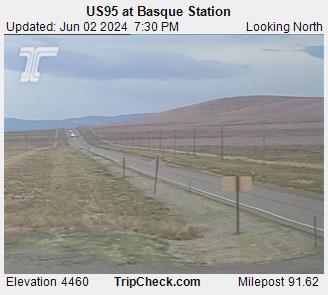 US95 at Basque Station
Updated: Jun 02 2024 7:30 PM Looking North
Elevation 4460 TripCheck.com Milepost 91.62